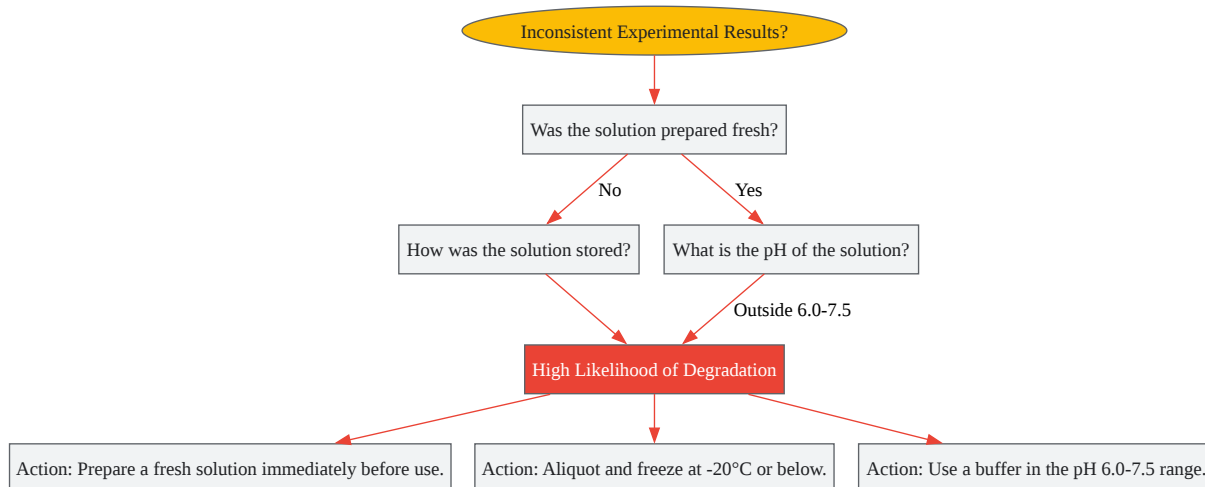 Inconsistent Experimental Results?
Was the solution prepared fresh?
No
Yes
How was the solution stored?
What is the pH of the solution?
Outside 6.0-7.5
High Likelihood of Degradation
Action: Prepare a fresh solution immediately before use.
Action: Aliquot and freeze at -20°C or below.
Action: Use a buffer in the pH 6.0-7.5 range.